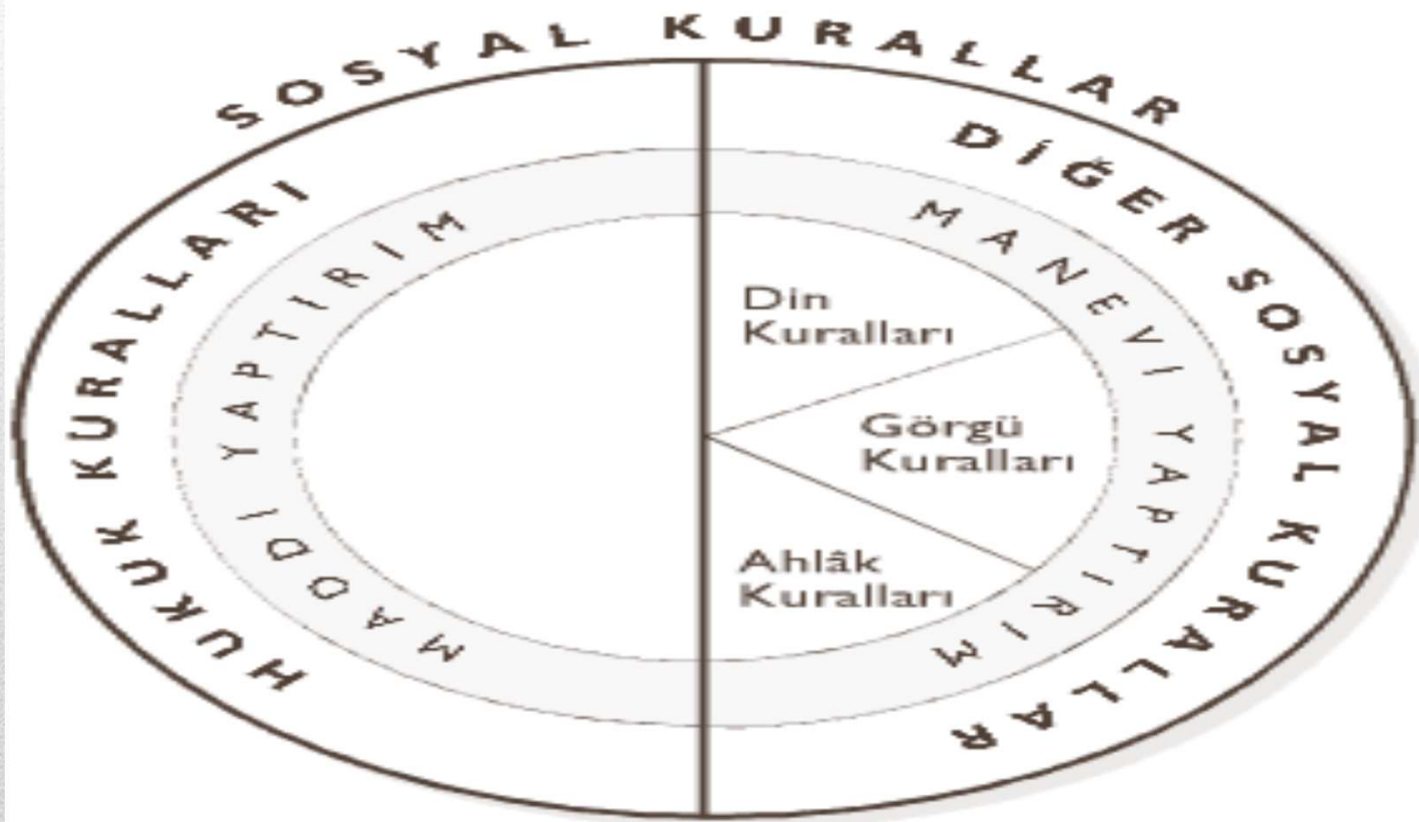 SOSYAL KURALLAR
HUKUK KURALLARI
MADDI YAPTIRIM
DİĞER SOSYAL KURALLAR
MANEVI YAPTIRIM
Din
Kuralları
Görgü
Kuralları
Ahlâk
Kuralları